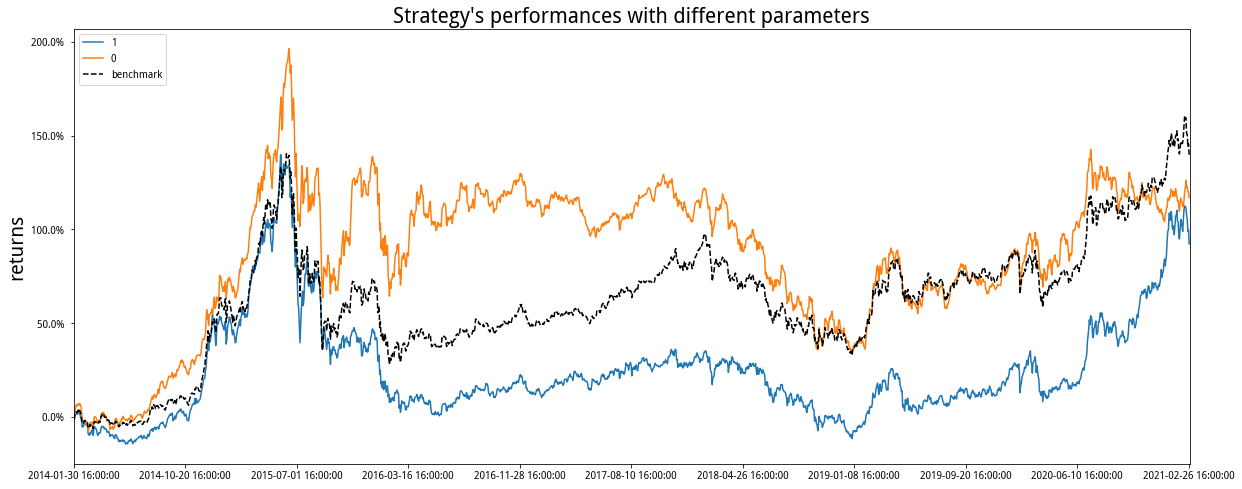 Strategy's performances with different parameters
1
0
benchmark
returns
200.0%
150.0%
100.0%
50.0%
0.0%
2014-01-30 16:00:00 2014-10-20 16:00:00 2015-07-01 16:00:00 2016-03-16 16:00:00 2016-11-28 16:00:00 2017-08-10 16:00:00 2018-04-26 16:00:00 2019-01-08 16:00:00 2019-09-20 16:00:00 2020-06-10 16:00:00 2021-02-26 16:00:00